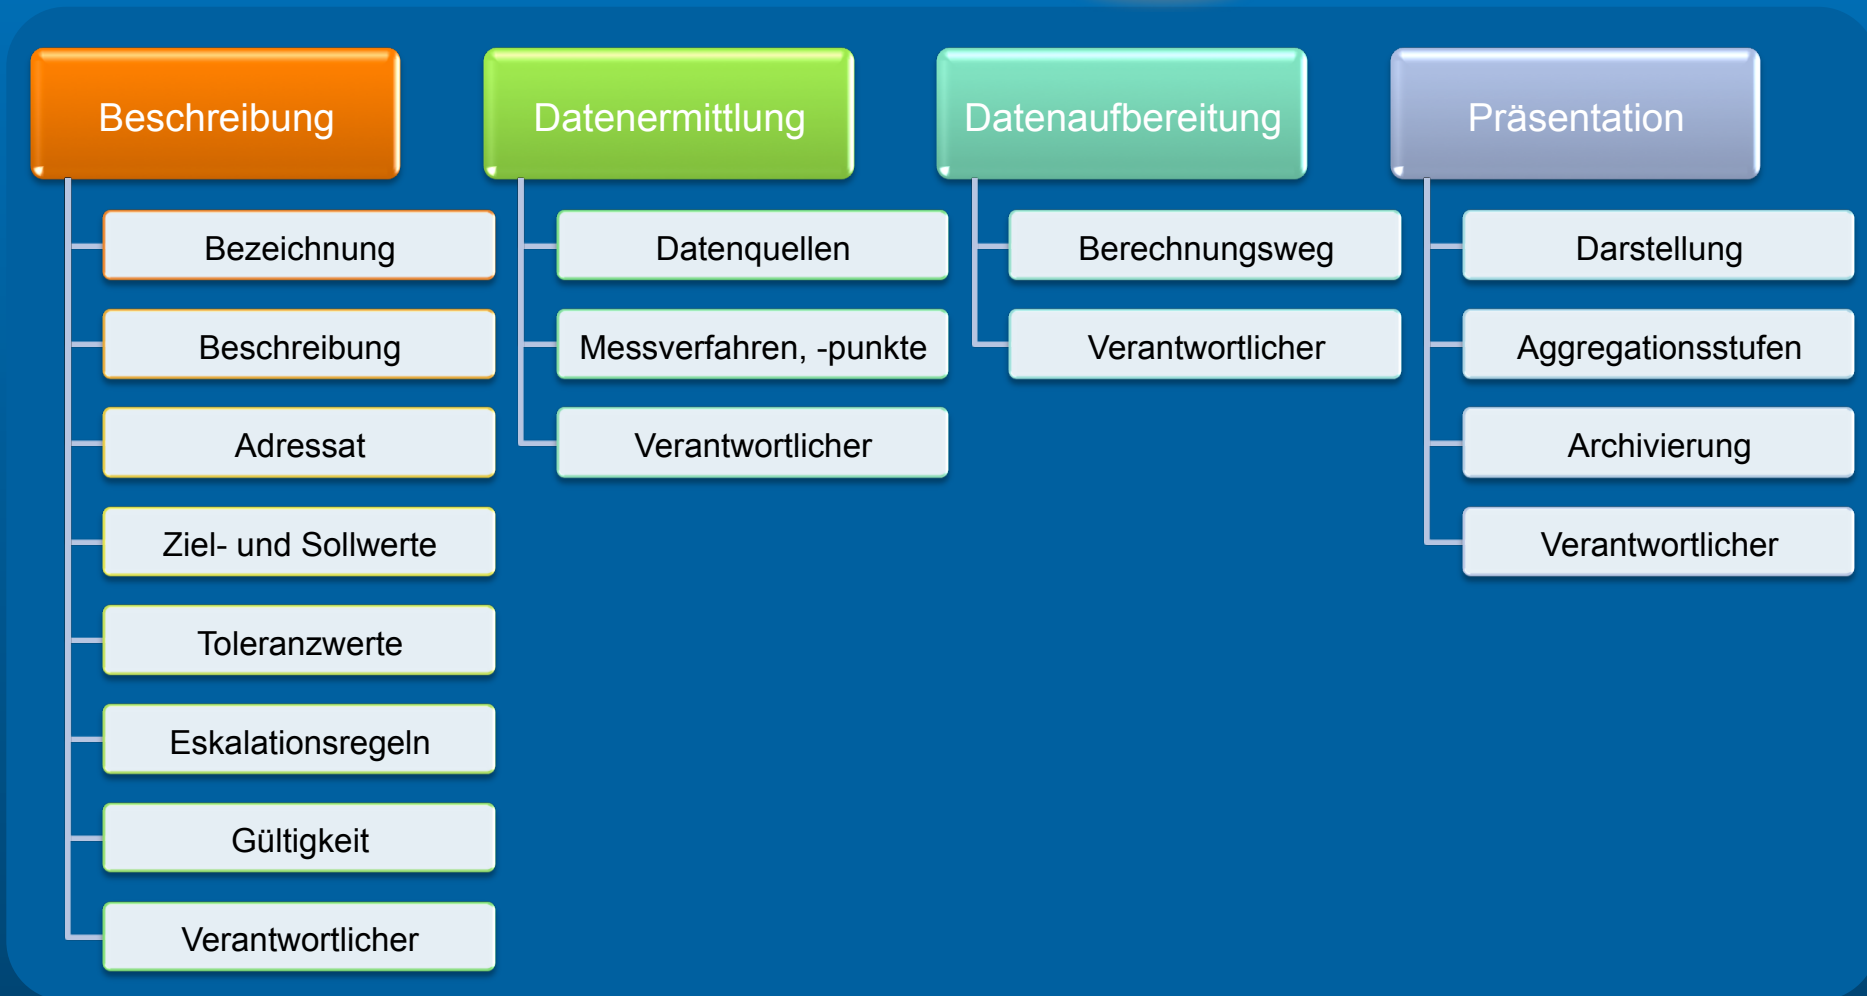 Beschreibung
Bezeichnung
Beschreibung
Adressat
Ziel- und Sollwerte
Toleranzwerte
Eskalationsregeln
Gültigkeit
Verantwortlicher
Datenermittlung
Datenquellen
Messverfahren, -punkte
Verantwortlicher
Datenaufbereitung
Berechnungsweg
Verantwortlicher
Präsentation
Darstellung
Aggregationsstufen
Archivierung
Verantwortlicher